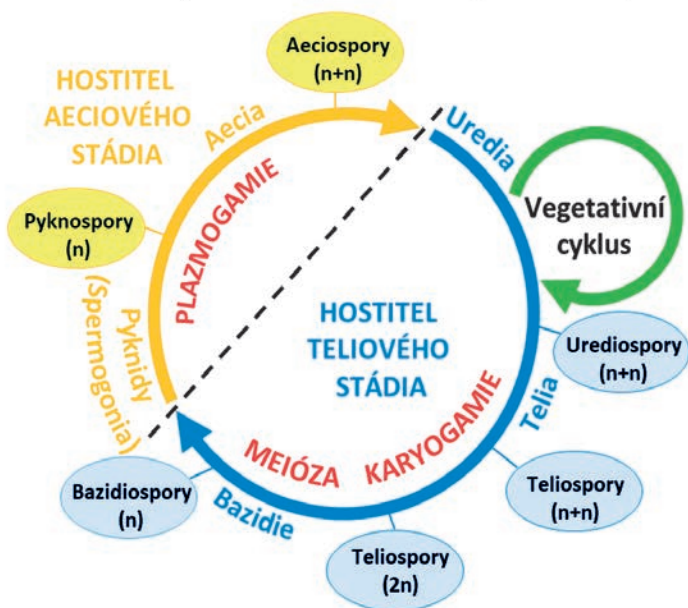 Aeciospory
(n+n)
HOSTITEL
AECIOVÉHO
STÁDIA
Aecia
Uredia
Pyknospory
(n)
PLAZMOGAMIE
Vegetativní
cyklus
Pyknidy
(Spermogonia)
HOSTITEL
TELIOVÉHO
STÁDIA
Urediospory
(n+n)
Telia
KARYOGAMIE
MEIÓZA
Bazidiospory
(n)
Bazidie
Teliospory
(n+n)
Teliospory
(2n)